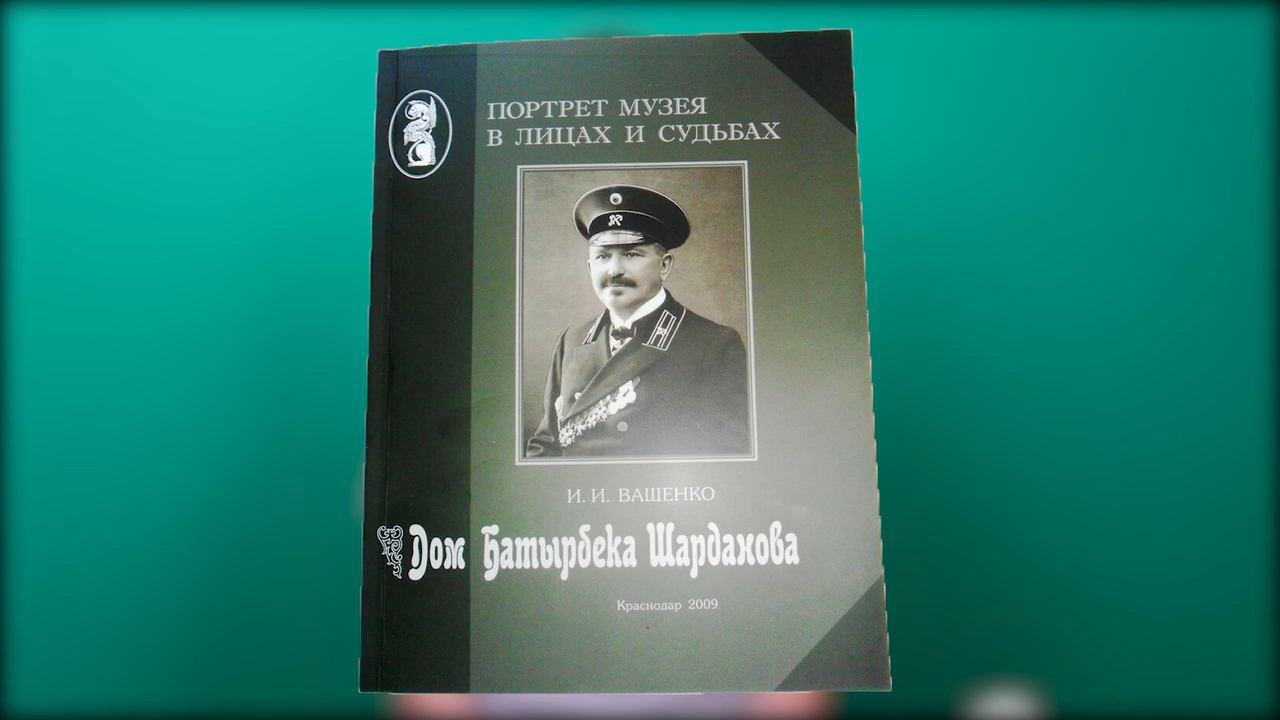 ПОРТРЕТ МУЗЕЯ
В ЛИЦАХ И СУДЬБАХ
И. И. ВАЩЕНКО
Дом Батырбека Шарданова
Краснодар 2009